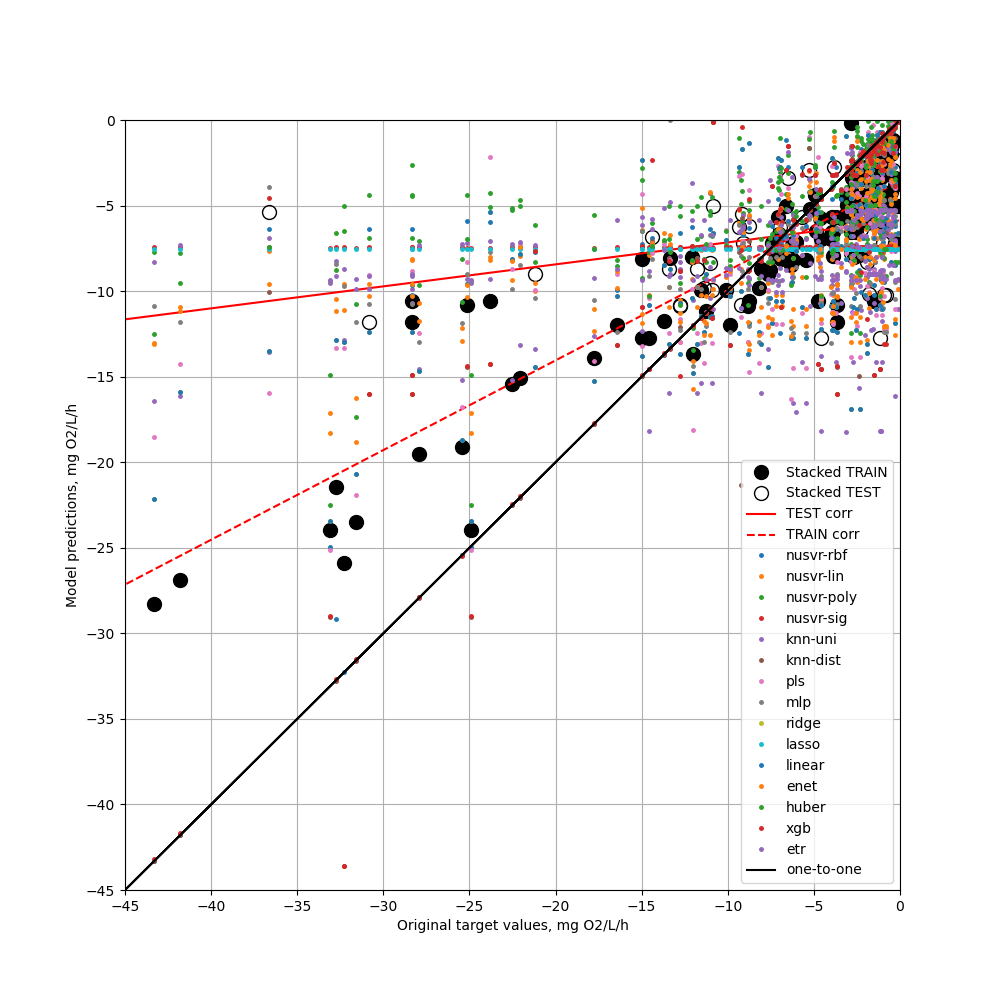 0
−5
−10
−15
−20
−25
−30
−35
−40
−45
Model predictions, mg O2/L/h
Stacked TRAIN
Stacked TEST
TEST corr
TRAIN corr
nusvr-rbf
nusvr-lin
nusvr-poly
nusvr-sig
knn-uni
knn-dist
pls
mlp
ridge
lasso
linear
enet
huber
xgb
etr
one-to-one
−45 −40 −35 −30 −25 −20 −15 −10 −5 0
Original target values, mg O2/L/h